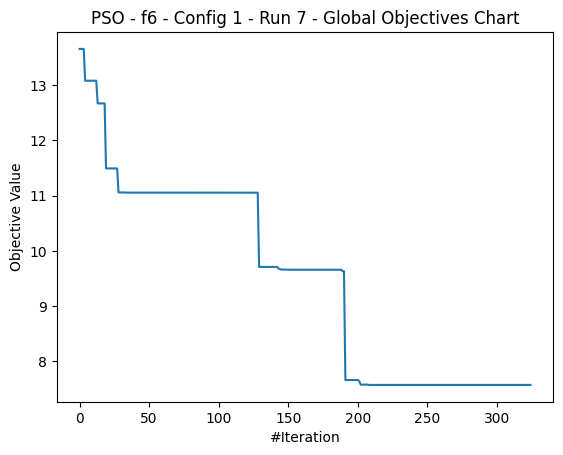 PSO - f6 - Config 1 - Run 7 - Global Objectives Chart
Objective Value
13
12
11
10
9
8
0 50 100 150 200 250 300
#Iteration